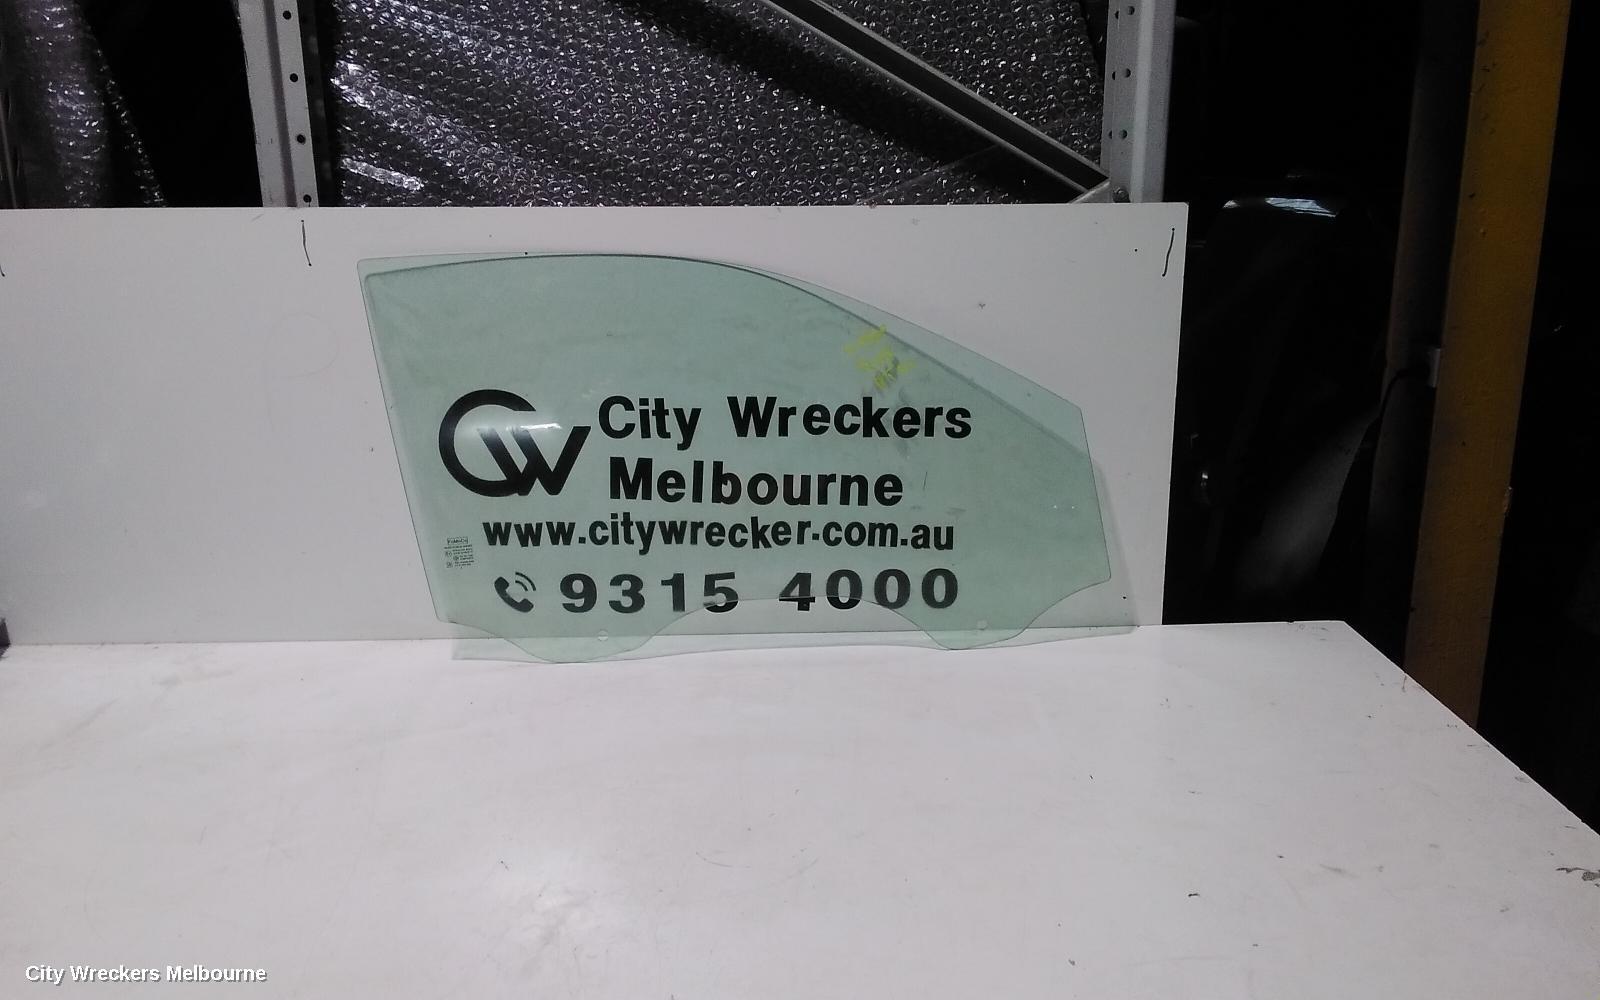 CW City Wreckers
Melbourne
www.citywrecker.com.au
9315 4000
City Wreckers Melbourne